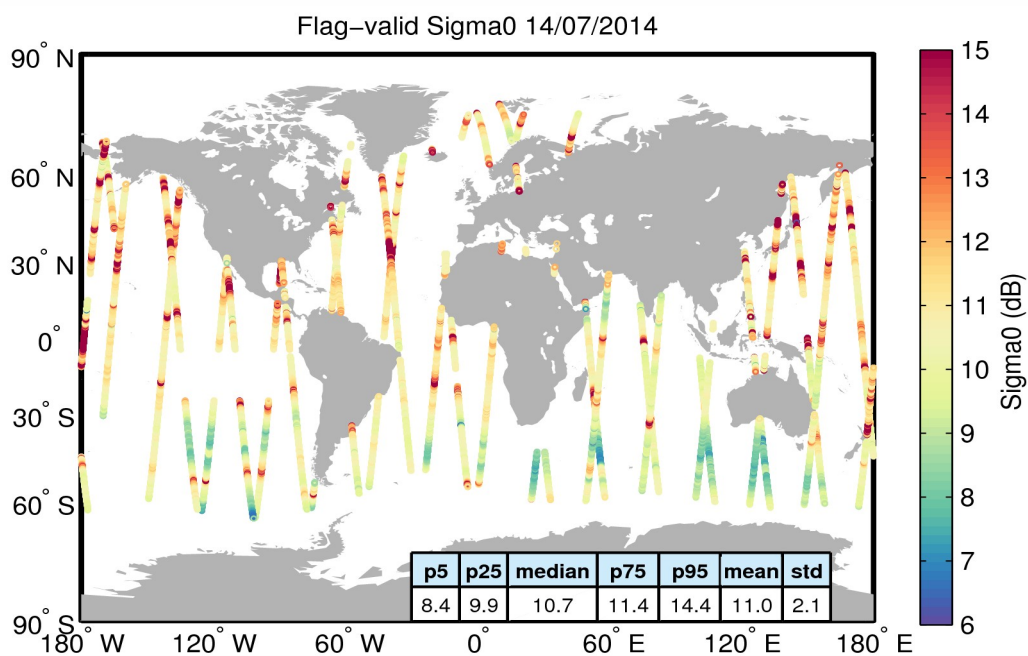 Flag−valid Sigma0 14/07/2014
90° N
60° N
30° N
0°
30° S
60° S
90° S
180° W
120° W
60° W
0°
60° E
120° E
180° E
15
14
13
12
11
10
9
8
7
6
Sigma0 (dB)
p5 p25 median p75 p95 mean std
8.4 9.9 10.7 11.4 14.4 11.0 2.1